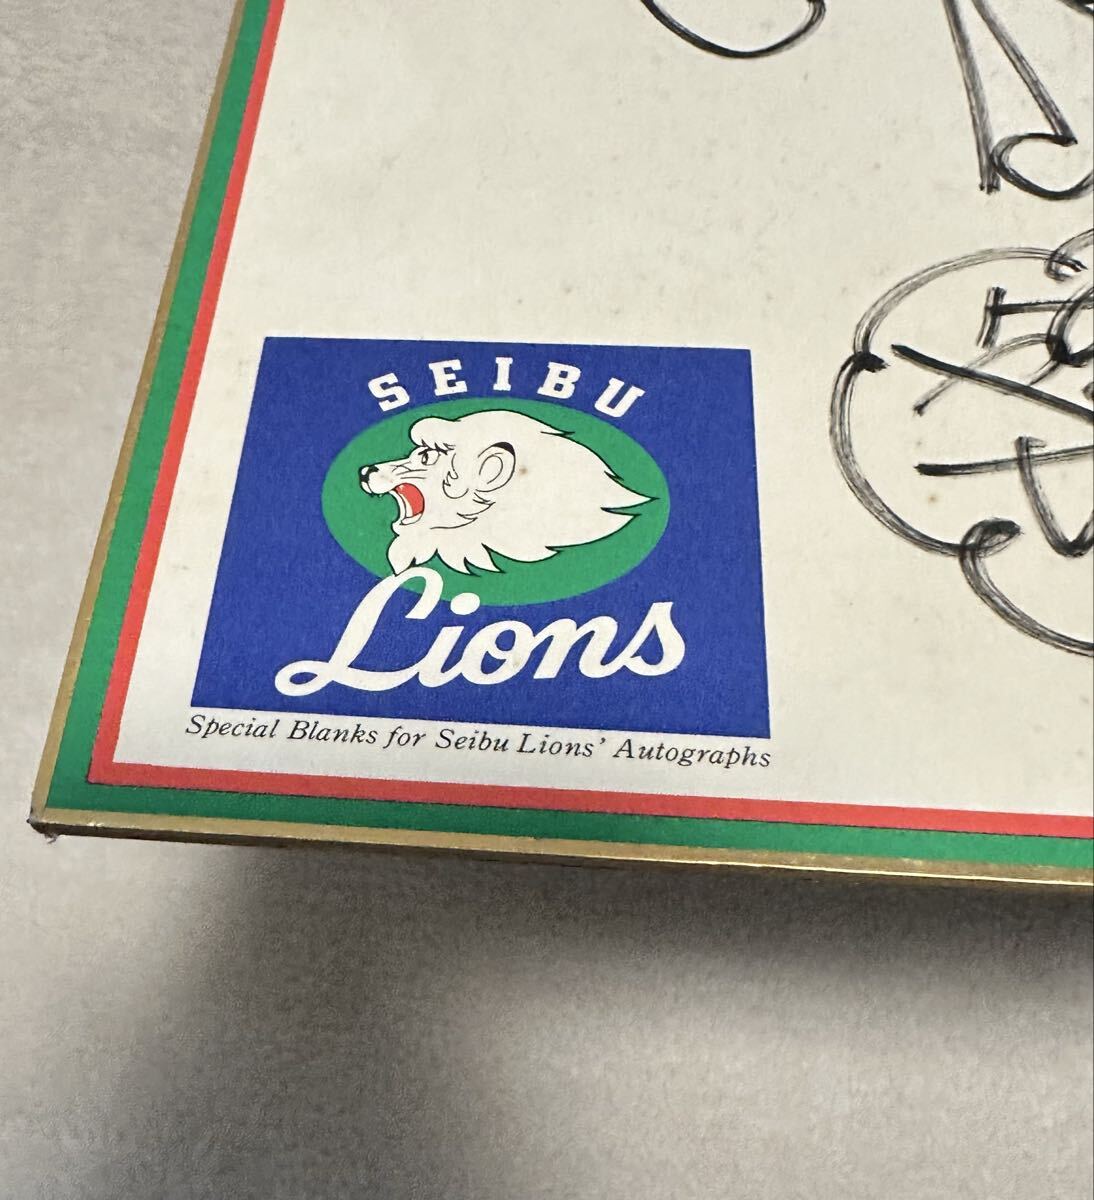 SEIBU
Lions
Special Blanks for Seibu Lions' Autographs